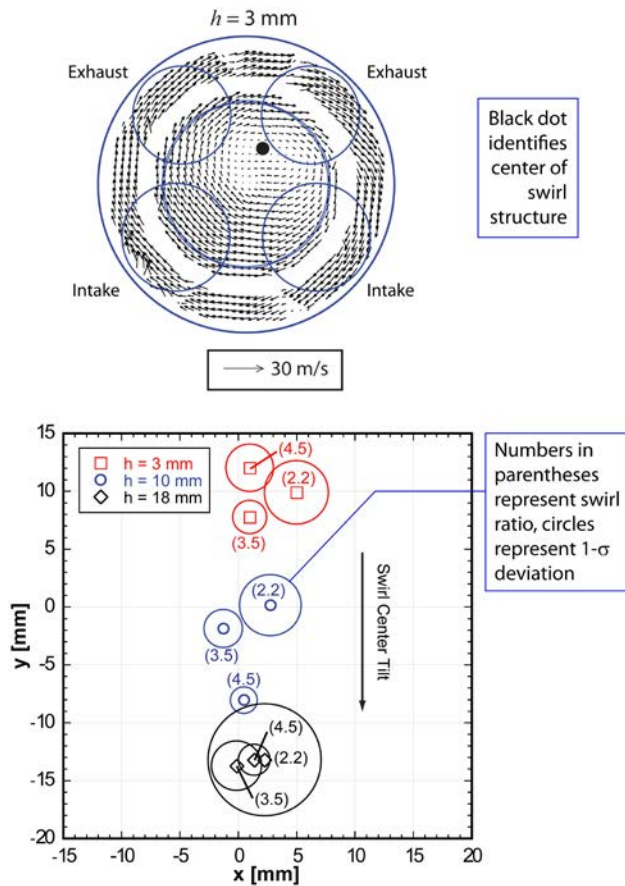 h = 3 mm
Exhaust
Exhaust
Black dot
identifies
center of
swirl
structure
Intake
Intake
30 m/s
15
10
5
0
-5
-10
-15
-20
y [mm]
h = 3 mm
h = 10 mm
h = 18 mm
(4.5)
(2.2)
(3.5)
(2.2)
(3.5)
(4.5)
(4.5)
(2.2)
(3.5)
Swirl Center Tilt
Numbers in
parentheses
represent swirl
ratio, circles
represent 1-σ
deviation
-15
-10
-5
0
5
10
15
20
x [mm]